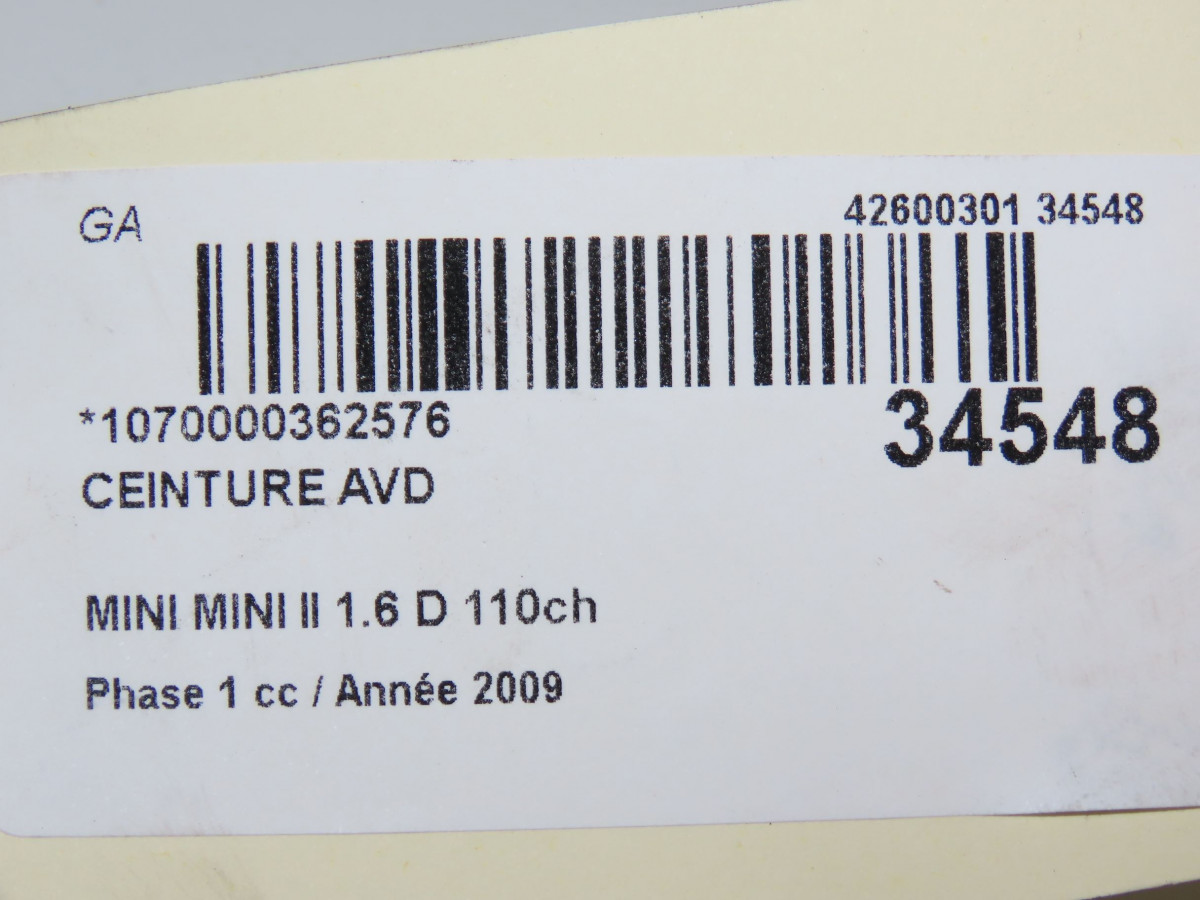 GA
42600301 34548
*1070000362576
34548
CEINTURE AVD
MINI MINI II 1.6 D 110ch
Phase 1 cc / Année 2009